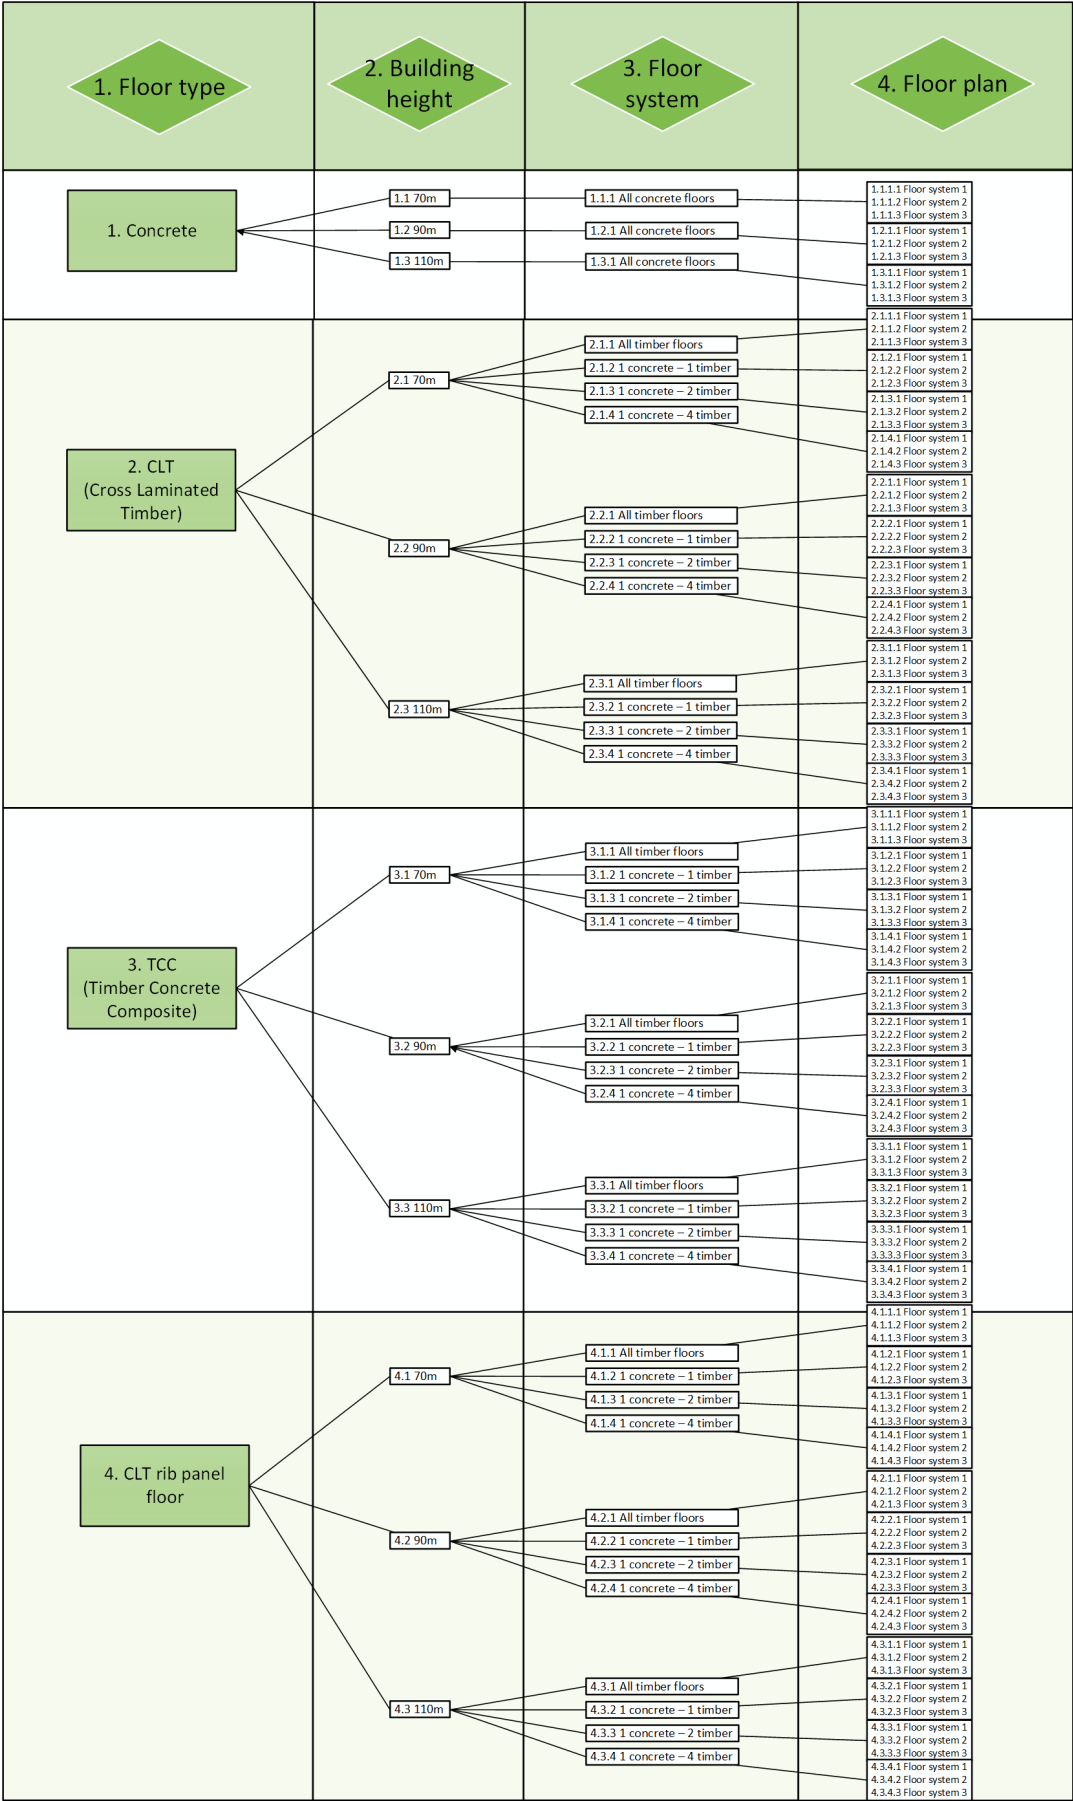 1. Floor type
2. Building
height
3. Floor
system
4. Floor plan
1. Concrete
1.1 70m
1.2 90m
1.3 110m
1.1.1 All concrete floors
1.2.1 All concrete floors
1.3.1 All concrete floors
1.1.1.1 Floor system 1
1.1.1.2 Floor system 2
1.1.1.3 Floor system 3
1.2.1.1 Floor system 1
1.2.1.2 Floor system 2
1.2.1.3 Floor system 3
1.3.1.1 Floor system 1
1.3.1.2 Floor system 2
1.3.1.3 Floor system 3
2. CLT
(Cross Laminated
Timber)
2.1 70m
2.1.1 All timber floors
2.1.2 1 concrete – 1 timber
2.1.3 1 concrete – 2 timber
2.1.4 1 concrete – 4 timber
2.1.1.1 Floor system 1
2.1.1.2 Floor system 2
2.1.1.3 Floor system 3
2.1.2.1 Floor system 1
2.1.2.2 Floor system 2
2.1.2.3 Floor system 3
2.1.3.1 Floor system 1
2.1.3.2 Floor system 2
2.1.3.3 Floor system 3
2.1.4.1 Floor system 1
2.1.4.2 Floor system 2
2.1.4.3 Floor system 3
2.2 90m
2.2.1 All timber floors
2.2.2 1 concrete – 1 timber
2.2.3 1 concrete – 2 timber
2.2.4 1 concrete – 4 timber
2.2.1.1 Floor system 1
2.2.1.2 Floor system 2
2.2.1.3 Floor system 3
2.2.2.1 Floor system 1
2.2.2.2 Floor system 2
2.2.2.3 Floor system 3
2.2.3.1 Floor system 1
2.2.3.2 Floor system 2
2.2.3.3 Floor system 3
2.2.4.1 Floor system 1
2.2.4.2 Floor system 2
2.2.4.3 Floor system 3
2.3 110m
2.3.1 All timber floors
2.3.2 1 concrete – 1 timber
2.3.3 1 concrete – 2 timber
2.3.4 1 concrete – 4 timber
2.3.1.1 Floor system 1
2.3.1.2 Floor system 2
2.3.1.3 Floor system 3
2.3.2.1 Floor system 1
2.3.2.2 Floor system 2
2.3.2.3 Floor system 3
2.3.3.1 Floor system 1
2.3.3.2 Floor system 2
2.3.3.3 Floor system 3
2.3.4.1 Floor system 1
2.3.4.2 Floor system 2
2.3.4.3 Floor system 3
3. TCC
(Timber Concrete
Composite)
3.1 70m
3.1.1 All timber floors
3.1.2 1 concrete – 1 timber
3.1.3 1 concrete – 2 timber
3.1.4 1 concrete – 4 timber
3.1.1.1 Floor system 1
3.1.1.2 Floor system 2
3.1.1.3 Floor system 3
3.1.2.1 Floor system 1
3.1.2.2 Floor system 2
3.1.2.3 Floor system 3
3.1.3.1 Floor system 1
3.1.3.2 Floor system 2
3.1.3.3 Floor system 3
3.1.4.1 Floor system 1
3.1.4.2 Floor system 2
3.1.4.3 Floor system 3
3.2 90m
3.2.1 All timber floors
3.2.2 1 concrete – 1 timber
3.2.3 1 concrete – 2 timber
3.2.4 1 concrete – 4 timber
3.2.1.1 Floor system 1
3.2.1.2 Floor system 2
3.2.1.3 Floor system 3
3.2.2.1 Floor system 1
3.2.2.2 Floor system 2
3.2.2.3 Floor system 3
3.2.3.1 Floor system 1
3.2.3.2 Floor system 2
3.2.3.3 Floor system 3
3.2.4.1 Floor system 1
3.2.4.2 Floor system 2
3.2.4.3 Floor system 3
3.3 110m
3.3.1 All timber floors
3.3.2 1 concrete – 1 timber
3.3.3 1 concrete – 2 timber
3.3.4 1 concrete – 4 timber
3.3.1.1 Floor system 1
3.3.1.2 Floor system 2
3.3.1.3 Floor system 3
3.3.2.1 Floor system 1
3.3.2.2 Floor system 2
3.3.2.3 Floor system 3
3.3.3.1 Floor system 1
3.3.3.2 Floor system 2
3.3.3.3 Floor system 3
3.3.4.1 Floor system 1
3.3.4.2 Floor system 2
3.3.4.3 Floor system 3
4. CLT rib panel
floor
4.1 70m
4.1.1 All timber floors
4.1.2 1 concrete – 1 timber
4.1.3 1 concrete – 2 timber
4.1.4 1 concrete – 4 timber
4.1.1.1 Floor system 1
4.1.1.2 Floor system 2
4.1.1.3 Floor system 3
4.1.2.1 Floor system 1
4.1.2.2 Floor system 2
4.1.2.3 Floor system 3
4.1.3.1 Floor system 1
4.1.3.2 Floor system 2
4.1.3.3 Floor system 3
4.1.4.1 Floor system 1
4.1.4.2 Floor system 2
4.1.4.3 Floor system 3
4.2 90m
4.2.1 All timber floors
4.2.2 1 concrete – 1 timber
4.2.3 1 concrete – 2 timber
4.2.4 1 concrete – 4 timber
4.2.1.1 Floor system 1
4.2.1.2 Floor system 2
4.2.1.3 Floor system 3
4.2.2.1 Floor system 1
4.2.2.2 Floor system 2
4.2.2.3 Floor system 3
4.2.3.1 Floor system 1
4.2.3.2 Floor system 2
4.2.3.3 Floor system 3
4.2.4.1 Floor system 1
4.2.4.2 Floor system 2
4.2.4.3 Floor system 3
4.3 110m
4.3.1 All timber floors
4.3.2 1 concrete – 1 timber
4.3.3 1 concrete – 2 timber
4.3.4 1 concrete – 4 timber
4.3.1.1 Floor system 1
4.3.1.2 Floor system 2
4.3.1.3 Floor system 3
4.3.2.1 Floor system 1
4.3.2.2 Floor system 2
4.3.2.3 Floor system 3
4.3.3.1 Floor system 1
4.3.3.2 Floor system 2
4.3.3.3 Floor system 3
4.3.4.1 Floor system 1
4.3.4.2 Floor system 2
4.3.4.3 Floor system 3